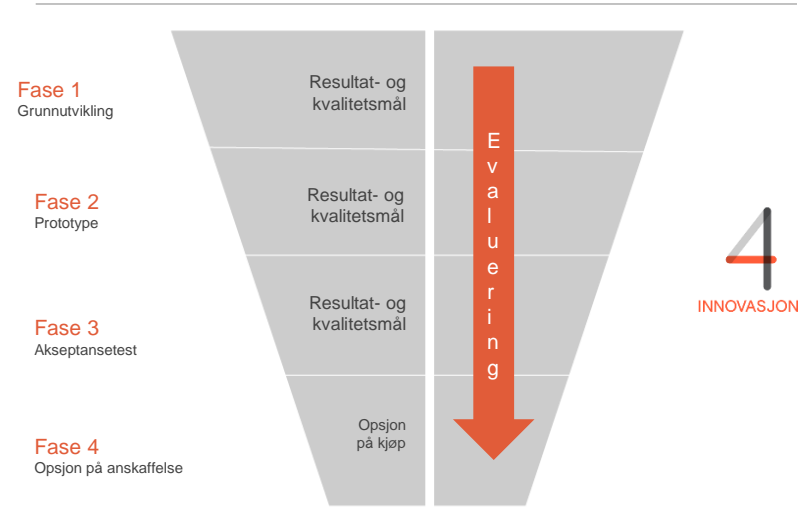 Fase 1
Grunnutvikling
Resultat- og
kvalitetsmål
Fase 2
Prototype
Resultat- og
kvalitetsmål
Fase 3
Akseptansetest
Resultat- og
kvalitetsmål
Fase 4
Opsjon på anskaffelse
Opsjon
på kjøp
Evaluering
4
INNOVASJON